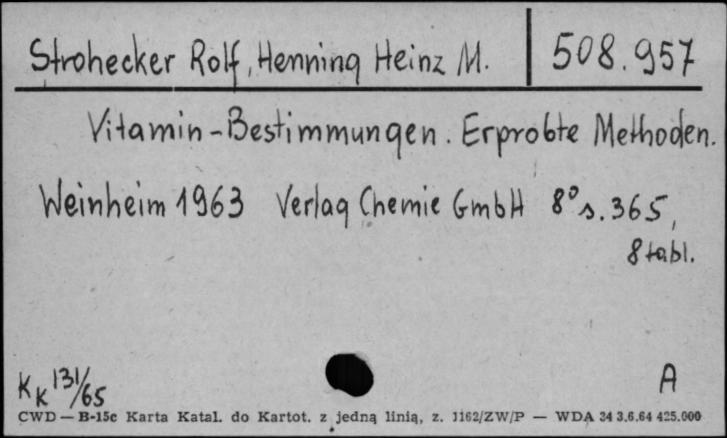 Strohecker Rolf, Henning Heinz M. 508.957
Vitamin-Bestimmungen. Erprobte Methoden.
Weinheim 1963 Verlag Chemie GmbH 8° s. 365,
8 tabl.
KK 131/65 A
CWD — B-15c Karta Katal. do Kartot. z jedną linią, z. 1162/ZW/P — WDA 34 3.6.64 425.000